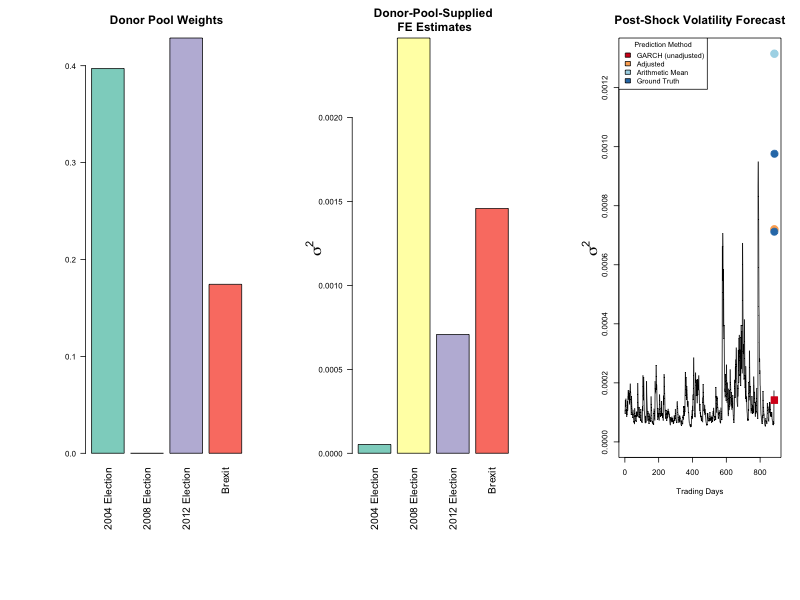 Donor Pool Weights
0.4
0.3
0.2
0.1
0.0
2004 Election
2008 Election
2012 Election
Brexit
Donor-Pool-Supplied
FE Estimates
σ²
0.0020
0.0015
0.0010
0.0005
0.0000
2004 Election
2008 Election
2012 Election
Brexit
Post-Shock Volatility Forecast
Prediction Method
GARCH (unadjusted)
Adjusted
Arithmetic Mean
Ground Truth
σ²
0.0012
0.0010
0.0008
0.0006
0.0004
0.0002
0.0000
0
200
400
600
800
Trading Days